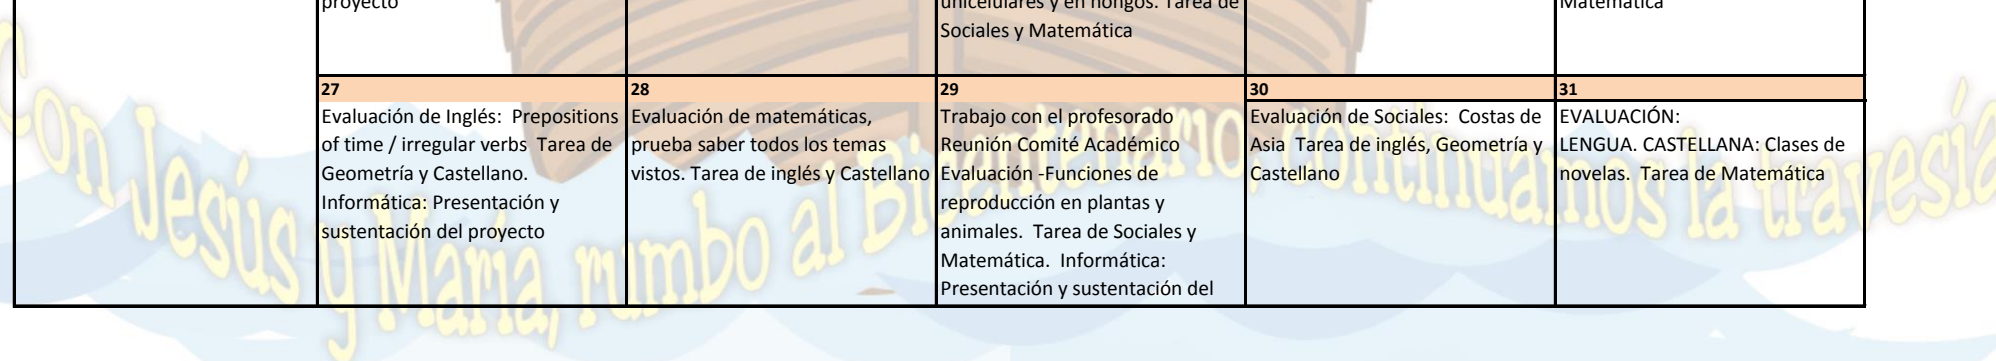 proyecto
unicelulares y en hongos. Tarea de
Sociales y Matemática
Matemática
27
Evaluación de Inglés:  Prepositions
of time / irregular verbs  Tarea de
Geometría y Castellano.
Informática: Presentación y
sustentación del proyecto
28
Evaluación de matemáticas,
prueba saber todos los temas
vistos. Tarea de inglés y Castellano
29
Trabajo con el profesorado
Reunión Comité Académico
Evaluación -Funciones de
reproducción en plantas y
animales.  Tarea de Sociales y
Matemática.  Informática:
Presentación y sustentación del
30
Evaluación de Sociales:  Costas de
Asia  Tarea de inglés, Geometría y
Castellano
31
EVALUACIÓN:
LENGUA. CASTELLANA: Clases de
novelas.  Tarea de Matemática
Con Jesús y María, rumbo al Bicentenario, continuamos la travesía